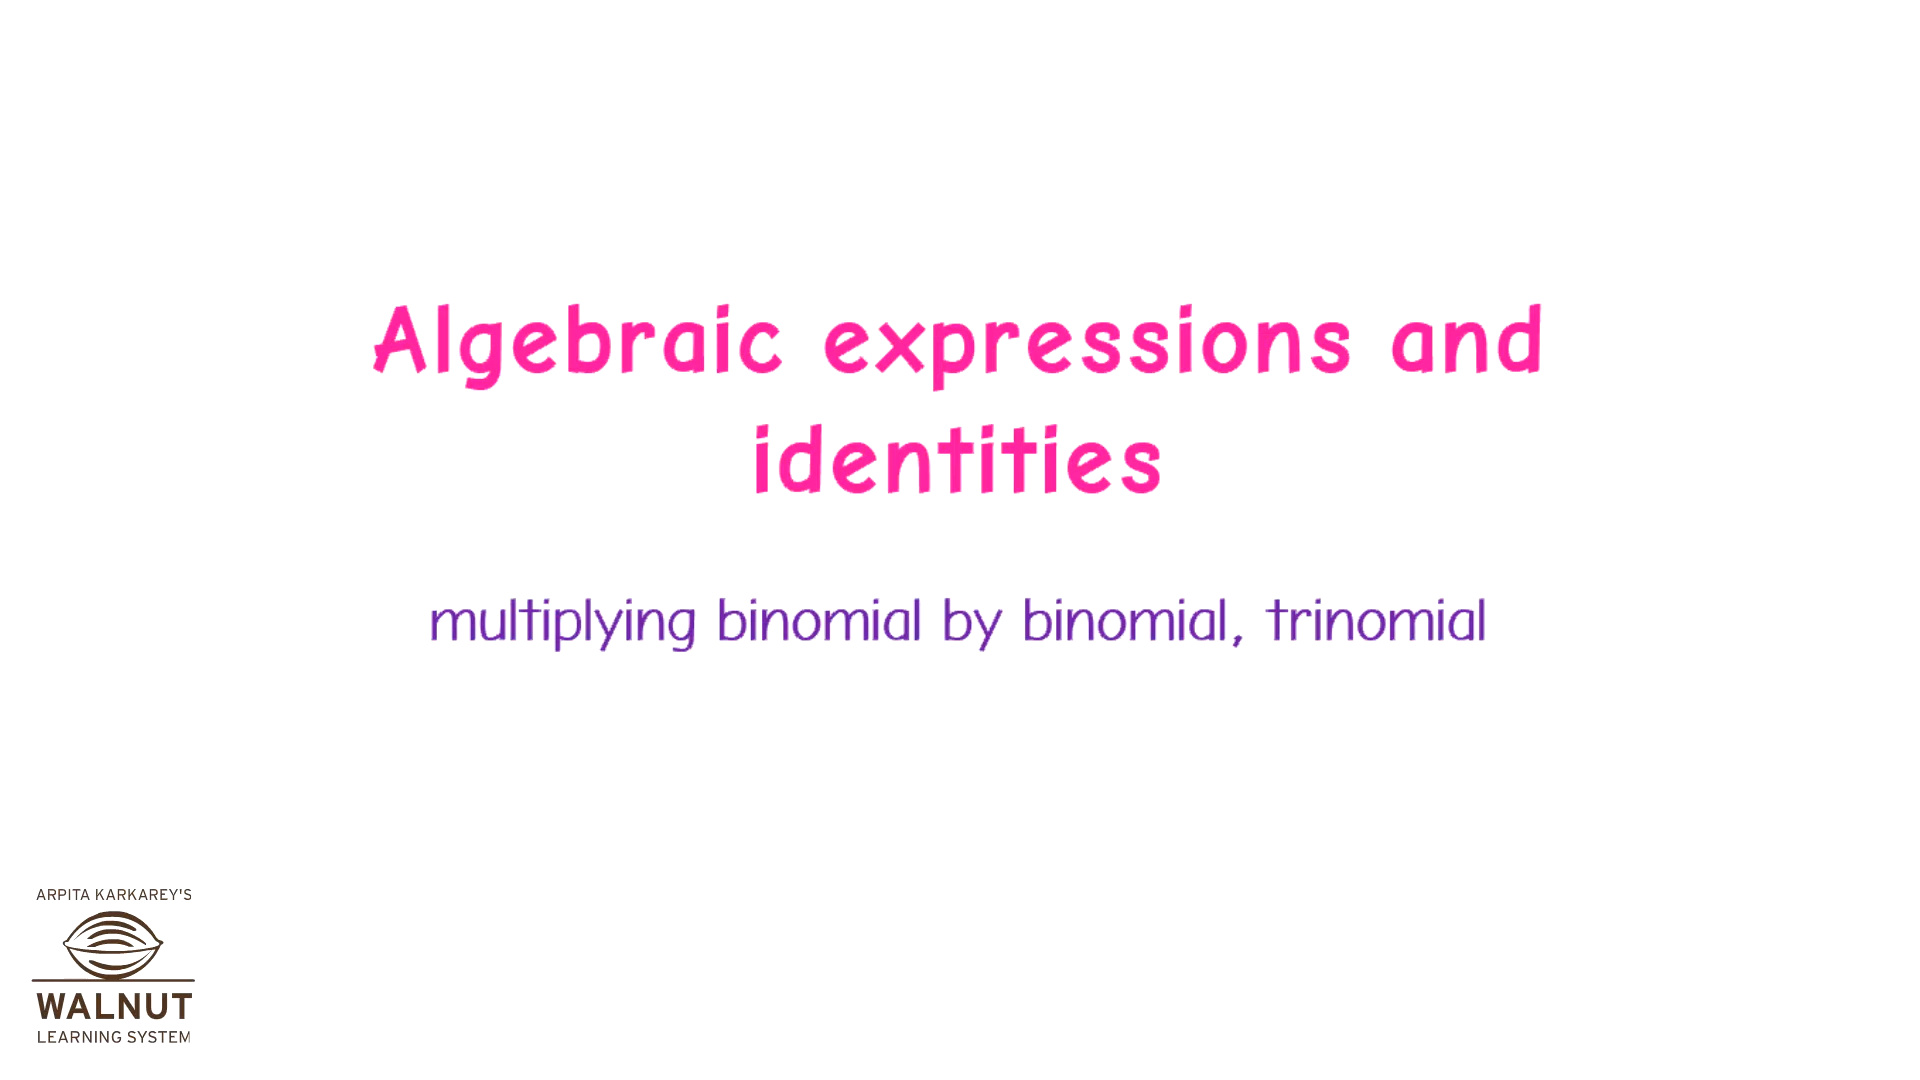 Algebraic expressions and
identities
multiplying binomial by binomial, trinomial
ARPITA KARKAREY'S
WALNUT
LEARNING SYSTEM